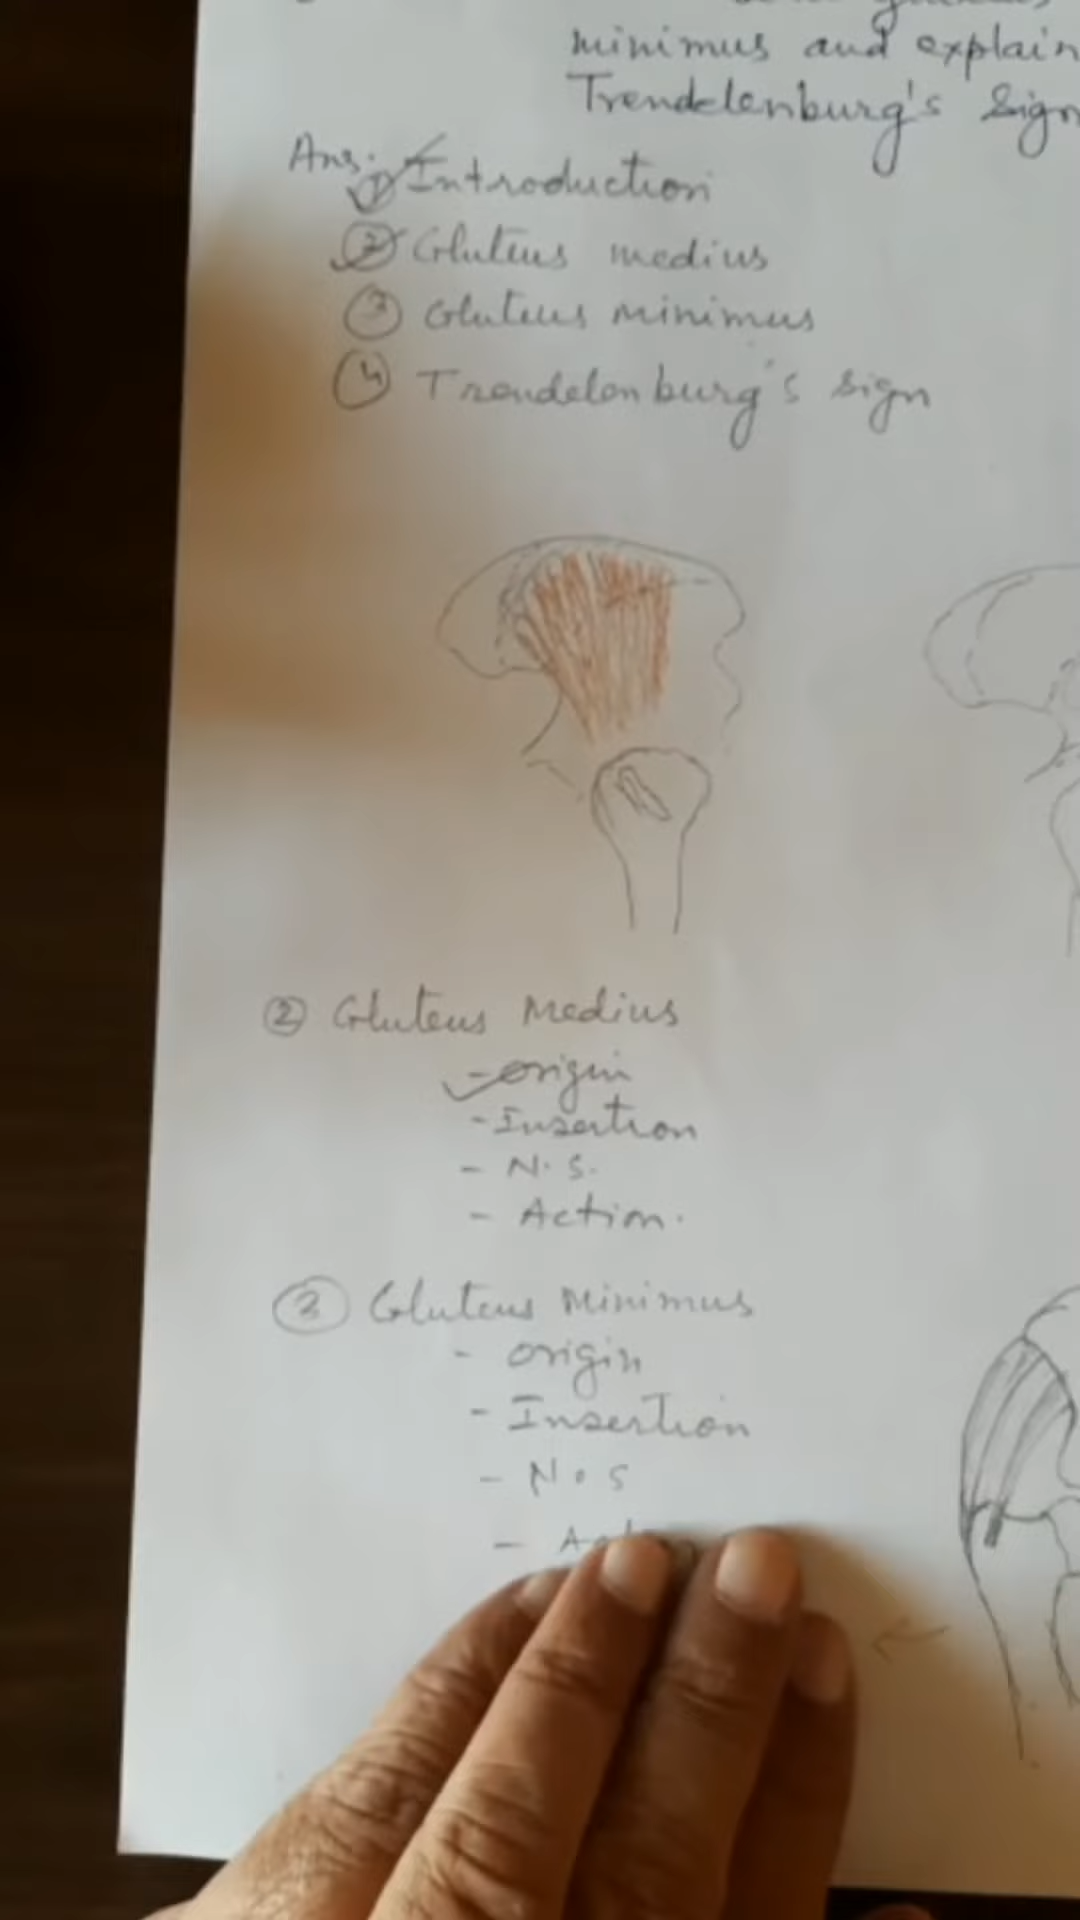 minimus and explain
Trendelenburg's Sign
Ans:
① Introduction
② Gluteus medius
③ Gluteus minimus
④ Trendelenburg's sign
② Gluteus Medius
- origin
- Insertion
- N. S.
- Action.
③ Gluteus Minimus
- origin
- Insertion
- N. S